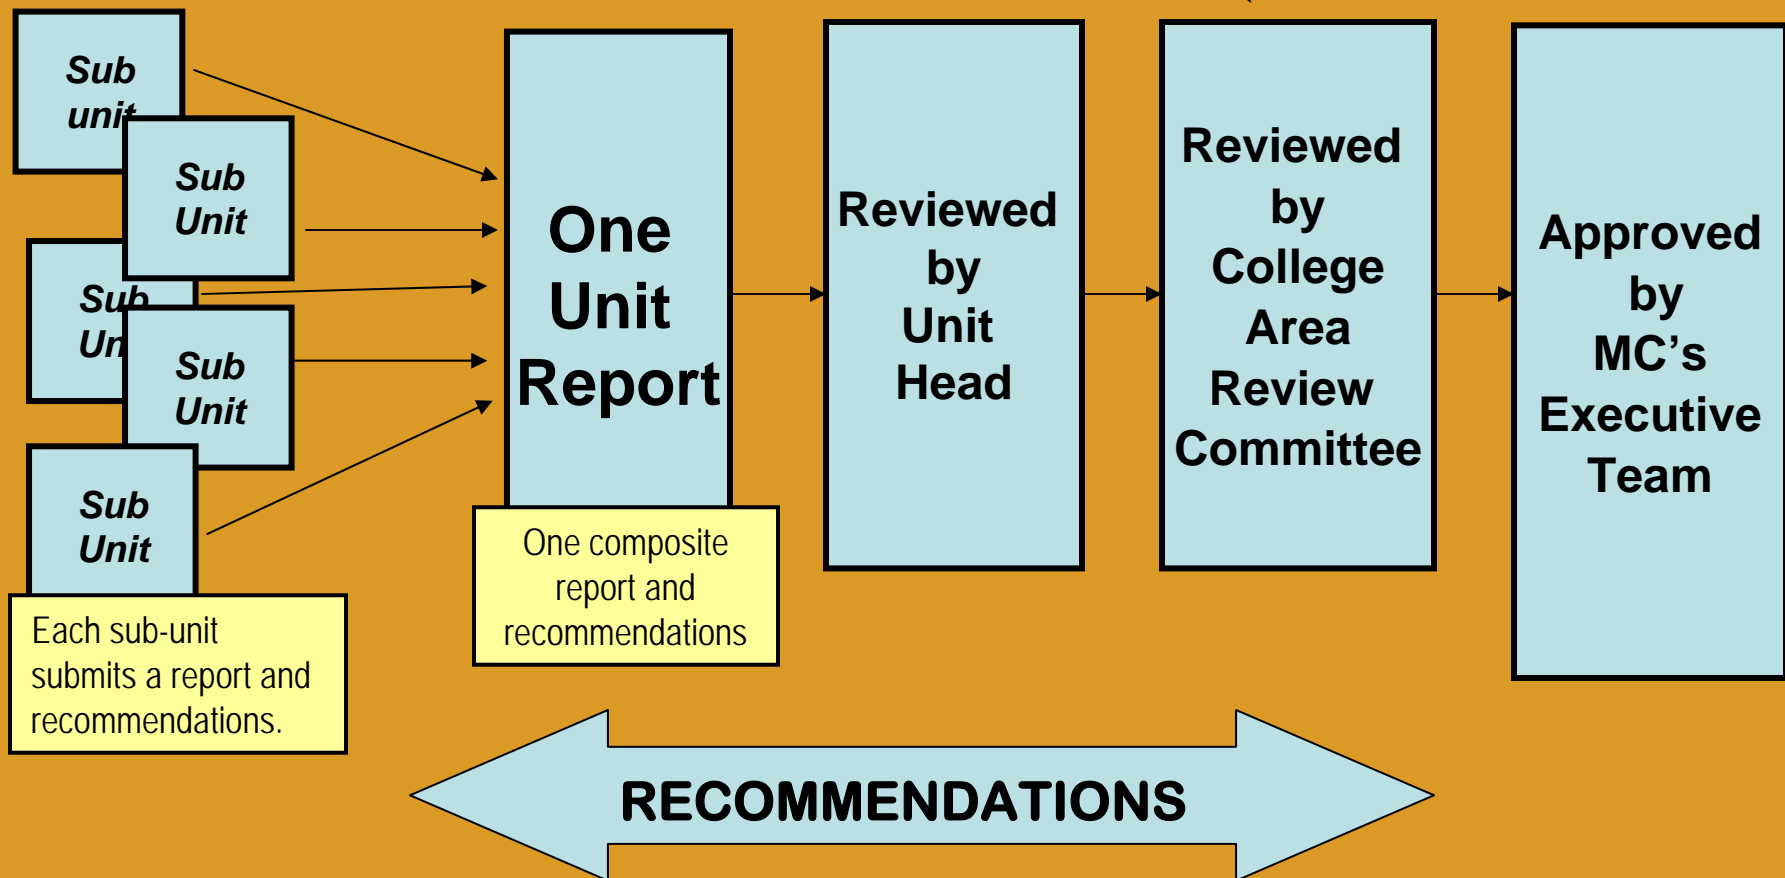 Sub
unit
Sub
Unit
Sub
Un
Sub
Unit
Sub
Unit
Each sub-unit
submits a report and
recommendations.
One
Unit
Report
One composite
report and
recommendations
Reviewed
by
Unit
Head
Reviewed
by
College
Area
Review
Committee
Approved
by
MC’s
Executive
Team
RECOMMENDATIONS